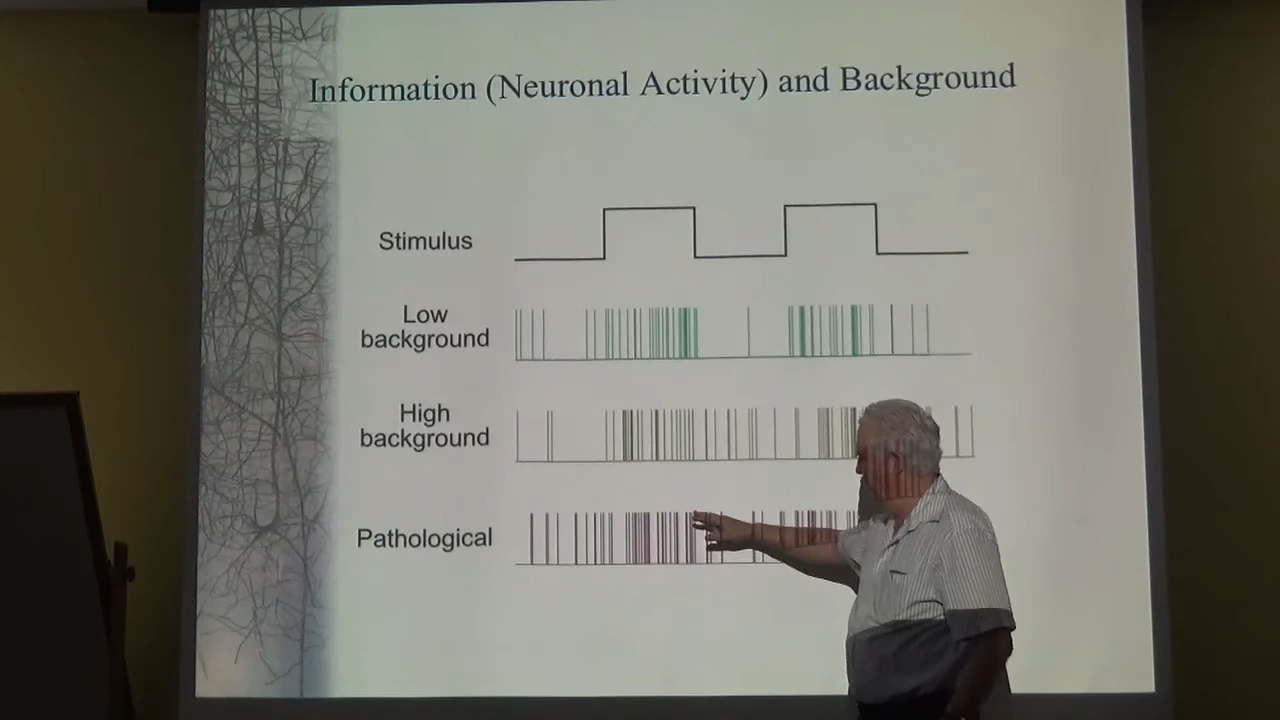 Information (Neuronal Activity) and Background
Stimulus
Low
background
High
background
Pathological